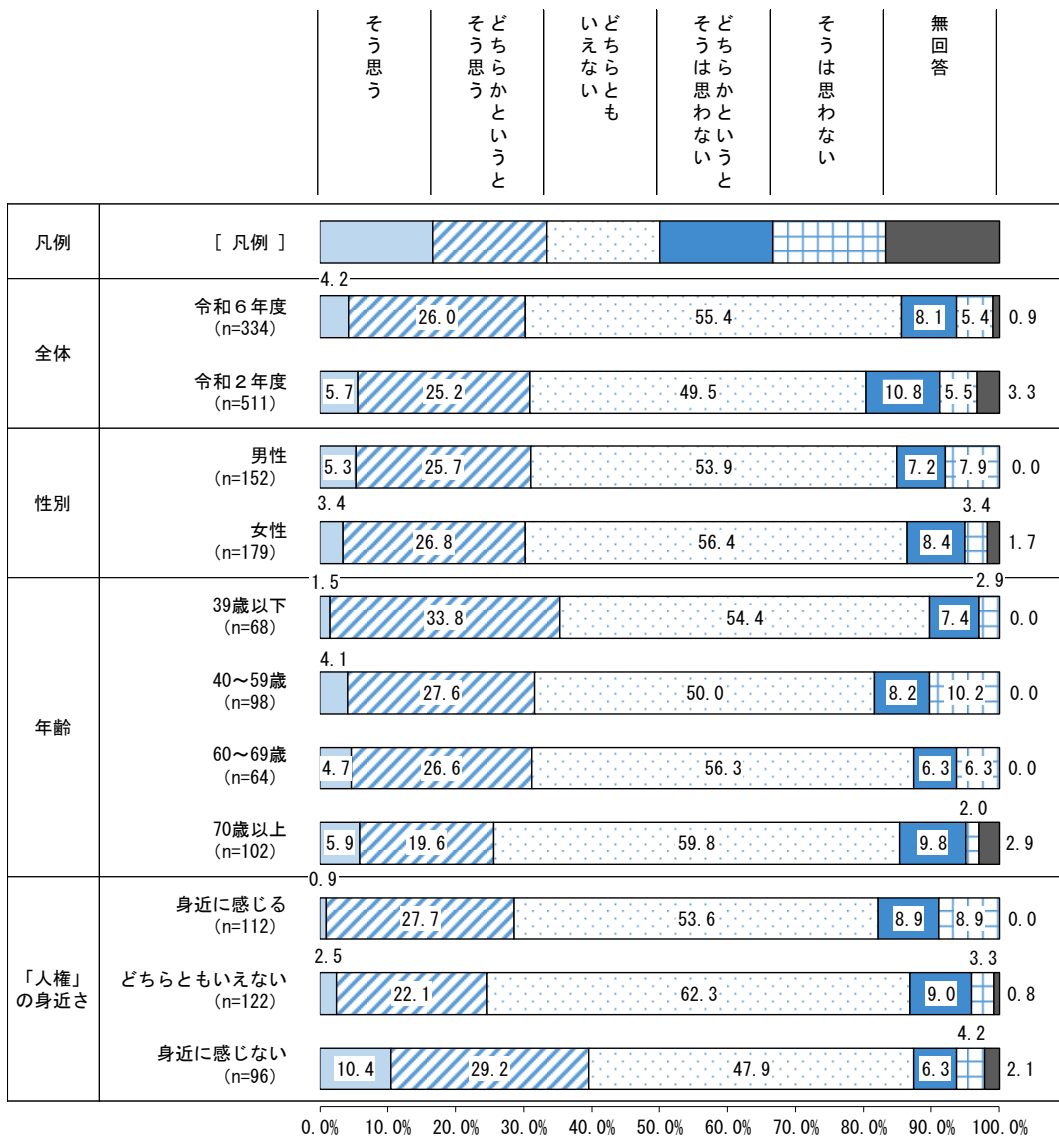 そう思う
どちらかというと
そう思う
どちらとも
いえない
どちらかというと
そうは思わない
そうは思わない
無回答
凡例
[ 凡例 ]
全体
4.2
令和６年度
(n=334)
26.0
55.4
8.1
5.4
0.9
令和２年度
(n=511)
5.7
25.2
49.5
10.8
5.5
3.3
性別
男性
(n=152)
5.3
25.7
53.9
7.2
7.9
0.0
3.4
3.4
女性
(n=179)
26.8
56.4
8.4
1.7
年齢
1.5
2.9
39歳以下
(n=68)
33.8
54.4
7.4
0.0
4.1
40～59歳
(n=98)
27.6
50.0
8.2
10.2
0.0
60～69歳
(n=64)
4.7
26.6
56.3
6.3
6.3
0.0
2.0
70歳以上
(n=102)
5.9
19.6
59.8
9.8
2.9
「人権」
の身近さ
0.9
身近に感じる
(n=112)
27.7
53.6
8.9
8.9
0.0
2.5
3.3
どちらともいえない
(n=122)
22.1
62.3
9.0
0.8
4.2
身近に感じない
(n=96)
10.4
29.2
47.9
6.3
2.1
0.0% 10.0% 20.0% 30.0% 40.0% 50.0% 60.0% 70.0% 80.0% 90.0% 100.0%